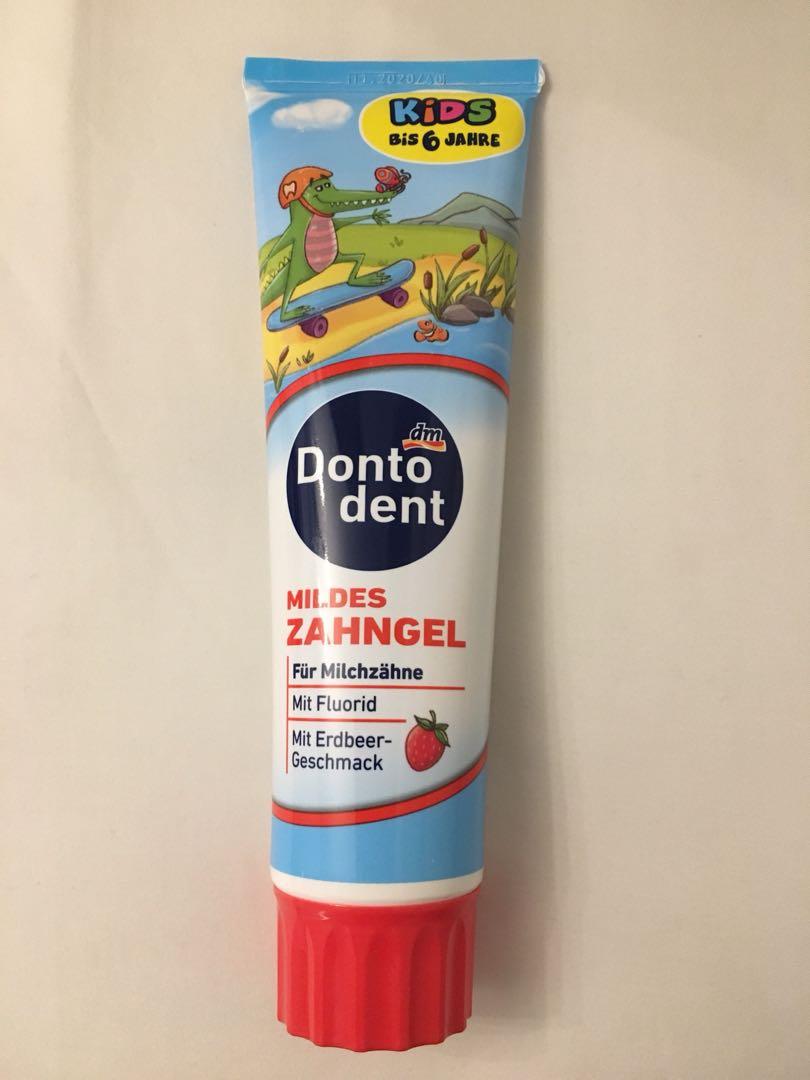 KiDS
BiS 6 JAHRE
dm
Donto
dent
MILDES
ZAHNGEL
Für Milchzähne
Mit Fluorid
Mit Erdbeer-
Geschmack